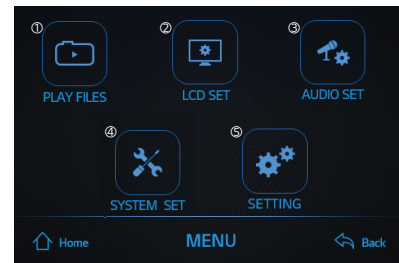 ① ② ③
PLAY FILES LCD SET AUDIO SET
④ ⑤
SYSTEM SET SETTING
Home MENU Back